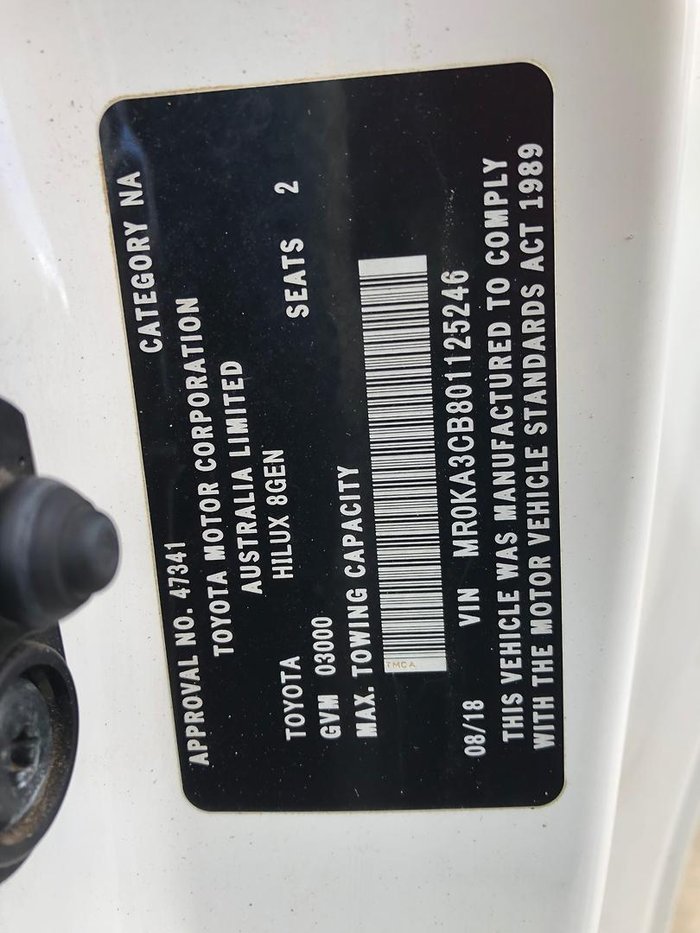 APPROVAL NO. 47341 CATEGORY NA
TOYOTA MOTOR CORPORATION
AUSTRALIA LIMITED
TOYOTA HILUX 8GEN
GVM 03000 SEATS 2
MAX. TOWING CAPACITY
TMCA
08/18 VIN MR0KA3CB801125246
THIS VEHICLE WAS MANUFACTURED TO COMPLY
WITH THE MOTOR VEHICLE STANDARDS ACT 1989